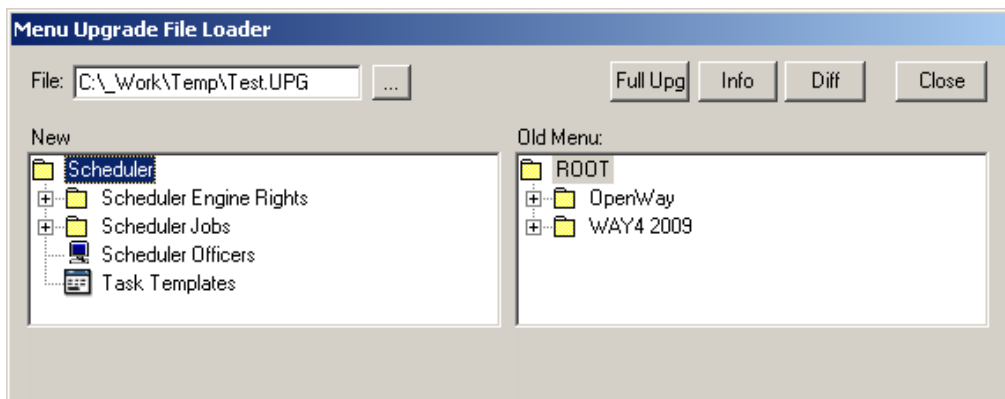 Menu Upgrade File Loader
File: C:\_Work\Temp\Test.UPG ... Full Upg Info Diff Close
New Old Menu:
Scheduler ROOT
Scheduler Engine Rights OpenWay
Scheduler Jobs WAY4 2009
Scheduler Officers
Task Templates